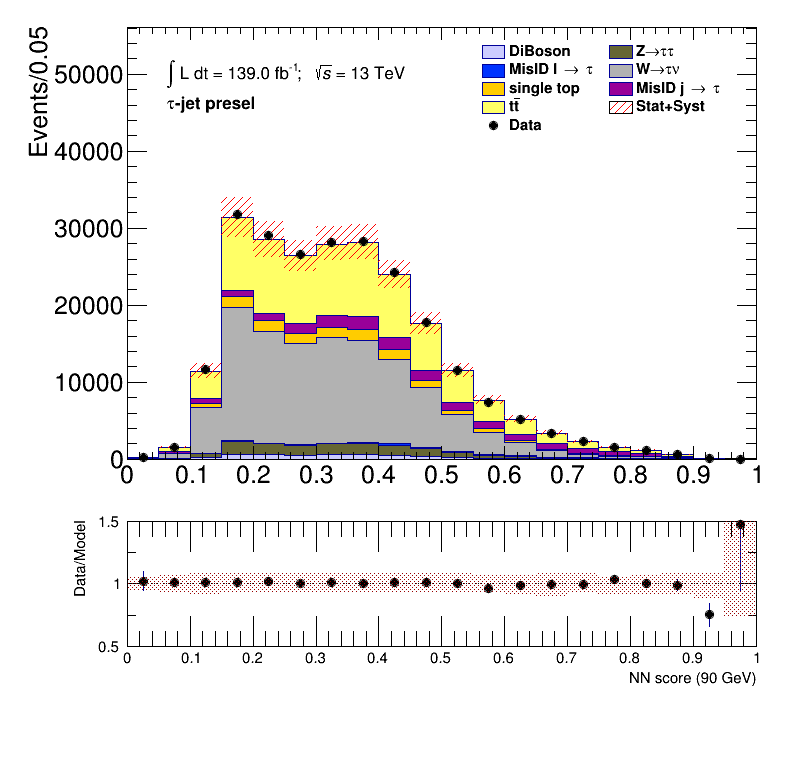 Events/0.05
∫ L dt = 139.0 fb⁻¹; √s = 13 TeV
τ-jet presel
DiBoson
MisID l → τ
single top
tt̄
Data
Z→ττ
W→τν
MisID j → τ
Stat+Syst
50000
40000
30000
20000
10000
0
0 0.1 0.2 0.3 0.4 0.5 0.6 0.7 0.8 0.9 1
Data/Model
1.5
1
0.5
0 0.1 0.2 0.3 0.4 0.5 0.6 0.7 0.8 0.9 1
NN score (90 GeV)